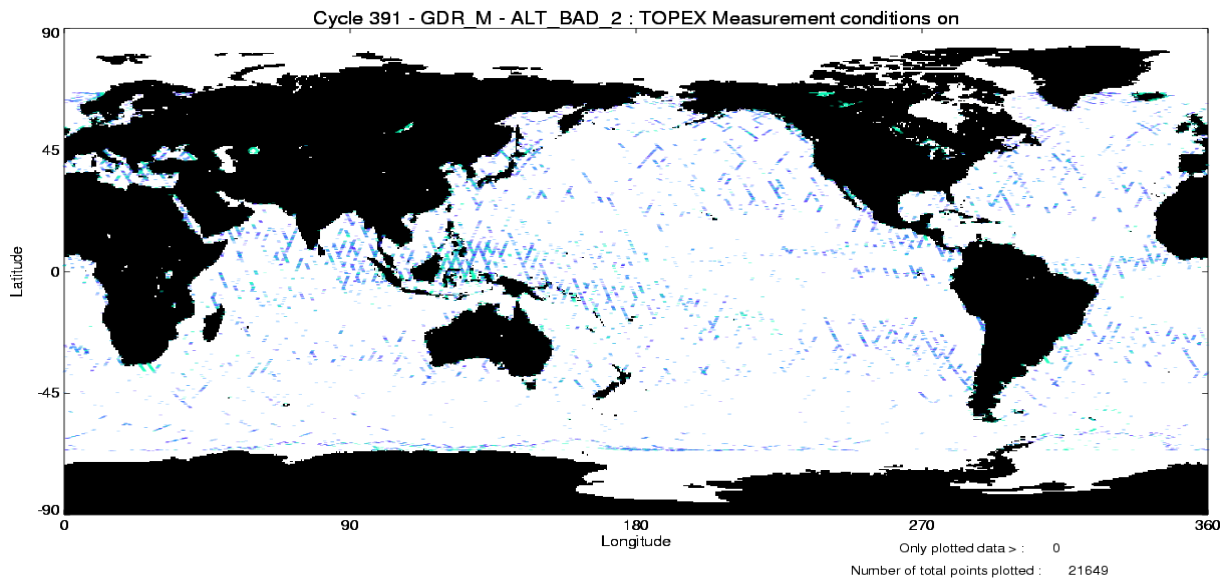 Cycle 391 - GDR_M - ALT_BAD_2 : TOPEX Measurement conditions on
90
45
0
-45
-90
Latitude
0 90 180 270 360
Longitude
Only plotted data > : 0
Number of total points plotted : 21649